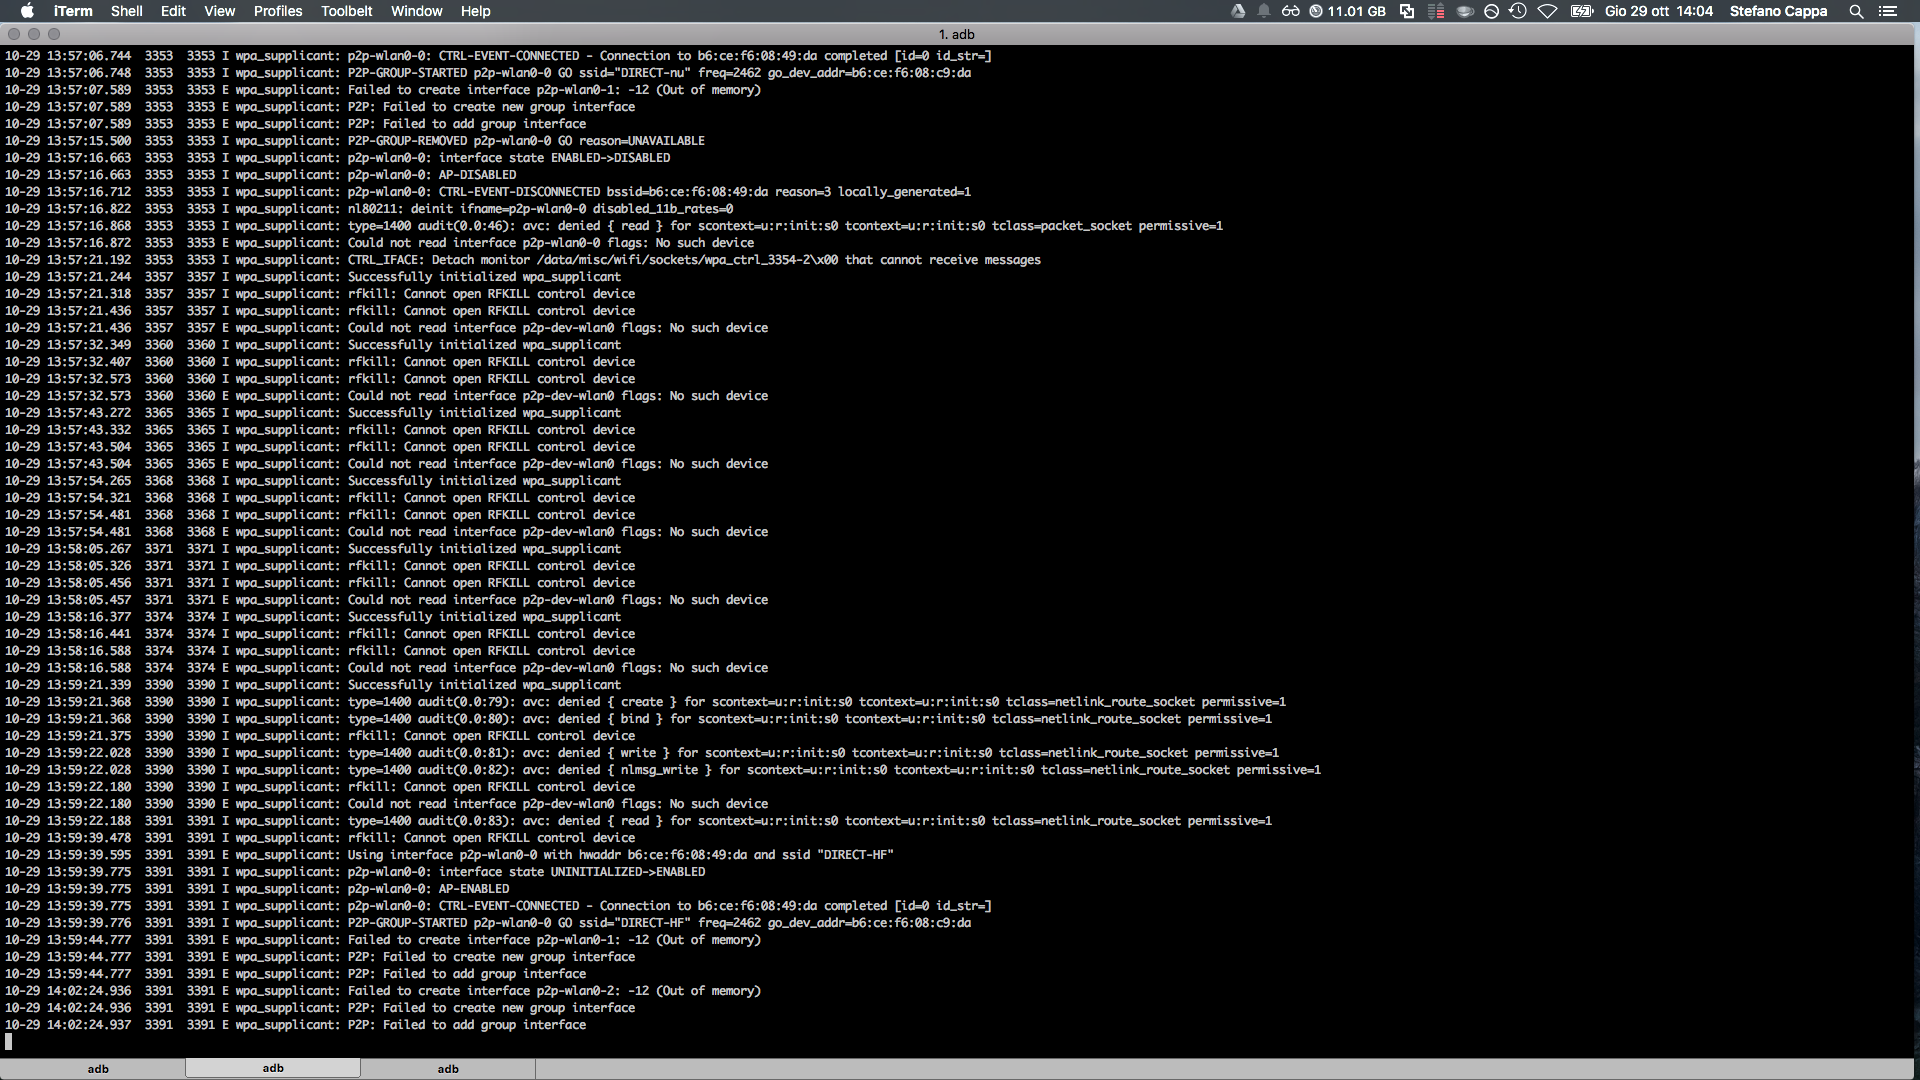 iTerm Shell Edit View Profiles Toolbelt Window Help 11.01 GB Gio 29 ott 14:04 Stefano Cappa
1. adb
10-29 13:57:06.744 3353 3353 I wpa_supplicant: p2p-wlan0-0: CTRL-EVENT-CONNECTED - Connection to b6:ce:f6:08:49:da completed [id=0 id_str=]
10-29 13:57:06.748 3353 3353 I wpa_supplicant: P2P-GROUP-STARTED p2p-wlan0-0 GO ssid="DIRECT-nu" freq=2462 go_dev_addr=b6:ce:f6:08:c9:da
10-29 13:57:07.589 3353 3353 E wpa_supplicant: Failed to create interface p2p-wlan0-1: -12 (Out of memory)
10-29 13:57:07.589 3353 3353 E wpa_supplicant: P2P: Failed to create new group interface
10-29 13:57:07.589 3353 3353 E wpa_supplicant: P2P: Failed to add group interface
10-29 13:57:15.500 3353 3353 I wpa_supplicant: P2P-GROUP-REMOVED p2p-wlan0-0 GO reason=UNAVAILABLE
10-29 13:57:16.663 3353 3353 I wpa_supplicant: p2p-wlan0-0: interface state ENABLED->DISABLED
10-29 13:57:16.663 3353 3353 I wpa_supplicant: p2p-wlan0-0: AP-DISABLED
10-29 13:57:16.712 3353 3353 I wpa_supplicant: p2p-wlan0-0: CTRL-EVENT-DISCONNECTED bssid=b6:ce:f6:08:49:da reason=3 locally_generated=1
10-29 13:57:16.822 3353 3353 I wpa_supplicant: nl80211: deinit ifname=p2p-wlan0-0 disabled_11b_rates=0
10-29 13:57:16.868 3353 3353 I wpa_supplicant: type=1400 audit(0.0:46): avc: denied { read } for scontext=u:r:init:s0 tcontext=u:r:init:s0 tclass=packet_socket permissive=1
10-29 13:57:16.872 3353 3353 E wpa_supplicant: Could not read interface p2p-wlan0-0 flags: No such device
10-29 13:57:21.192 3353 3353 I wpa_supplicant: CTRL_IFACE: Detach monitor /data/misc/wifi/sockets/wpa_ctrl_3354-2\x00 that cannot receive messages
10-29 13:57:21.244 3357 3357 I wpa_supplicant: Successfully initialized wpa_supplicant
10-29 13:57:21.318 3357 3357 I wpa_supplicant: rfkill: Cannot open RFKILL control device
10-29 13:57:21.436 3357 3357 I wpa_supplicant: rfkill: Cannot open RFKILL control device
10-29 13:57:21.436 3357 3357 E wpa_supplicant: Could not read interface p2p-dev-wlan0 flags: No such device
10-29 13:57:32.349 3360 3360 I wpa_supplicant: Successfully initialized wpa_supplicant
10-29 13:57:32.407 3360 3360 I wpa_supplicant: rfkill: Cannot open RFKILL control device
10-29 13:57:32.573 3360 3360 I wpa_supplicant: rfkill: Cannot open RFKILL control device
10-29 13:57:32.573 3360 3360 E wpa_supplicant: Could not read interface p2p-dev-wlan0 flags: No such device
10-29 13:57:43.272 3365 3365 I wpa_supplicant: Successfully initialized wpa_supplicant
10-29 13:57:43.332 3365 3365 I wpa_supplicant: rfkill: Cannot open RFKILL control device
10-29 13:57:43.504 3365 3365 I wpa_supplicant: rfkill: Cannot open RFKILL control device
10-29 13:57:43.504 3365 3365 E wpa_supplicant: Could not read interface p2p-dev-wlan0 flags: No such device
10-29 13:57:54.265 3368 3368 I wpa_supplicant: Successfully initialized wpa_supplicant
10-29 13:57:54.321 3368 3368 I wpa_supplicant: rfkill: Cannot open RFKILL control device
10-29 13:57:54.481 3368 3368 I wpa_supplicant: rfkill: Cannot open RFKILL control device
10-29 13:57:54.481 3368 3368 E wpa_supplicant: Could not read interface p2p-dev-wlan0 flags: No such device
10-29 13:58:05.267 3371 3371 I wpa_supplicant: Successfully initialized wpa_supplicant
10-29 13:58:05.326 3371 3371 I wpa_supplicant: rfkill: Cannot open RFKILL control device
10-29 13:58:05.456 3371 3371 I wpa_supplicant: rfkill: Cannot open RFKILL control device
10-29 13:58:05.457 3371 3371 E wpa_supplicant: Could not read interface p2p-dev-wlan0 flags: No such device
10-29 13:58:16.377 3374 3374 I wpa_supplicant: Successfully initialized wpa_supplicant
10-29 13:58:16.441 3374 3374 I wpa_supplicant: rfkill: Cannot open RFKILL control device
10-29 13:58:16.588 3374 3374 I wpa_supplicant: rfkill: Cannot open RFKILL control device
10-29 13:58:16.588 3374 3374 E wpa_supplicant: Could not read interface p2p-dev-wlan0 flags: No such device
10-29 13:59:21.339 3390 3390 I wpa_supplicant: Successfully initialized wpa_supplicant
10-29 13:59:21.368 3390 3390 I wpa_supplicant: type=1400 audit(0.0:79): avc: denied { create } for scontext=u:r:init:s0 tcontext=u:r:init:s0 tclass=netlink_route_socket permissive=1
10-29 13:59:21.368 3390 3390 I wpa_supplicant: type=1400 audit(0.0:80): avc: denied { bind } for scontext=u:r:init:s0 tcontext=u:r:init:s0 tclass=netlink_route_socket permissive=1
10-29 13:59:21.375 3390 3390 I wpa_supplicant: rfkill: Cannot open RFKILL control device
10-29 13:59:22.028 3390 3390 I wpa_supplicant: type=1400 audit(0.0:81): avc: denied { write } for scontext=u:r:init:s0 tcontext=u:r:init:s0 tclass=netlink_route_socket permissive=1
10-29 13:59:22.028 3390 3390 I wpa_supplicant: type=1400 audit(0.0:82): avc: denied { nlmsg_write } for scontext=u:r:init:s0 tcontext=u:r:init:s0 tclass=netlink_route_socket permissive=1
10-29 13:59:22.180 3390 3390 I wpa_supplicant: rfkill: Cannot open RFKILL control device
10-29 13:59:22.180 3390 3390 E wpa_supplicant: Could not read interface p2p-dev-wlan0 flags: No such device
10-29 13:59:22.188 3391 3391 I wpa_supplicant: type=1400 audit(0.0:83): avc: denied { read } for scontext=u:r:init:s0 tcontext=u:r:init:s0 tclass=netlink_route_socket permissive=1
10-29 13:59:39.478 3391 3391 I wpa_supplicant: rfkill: Cannot open RFKILL control device
10-29 13:59:39.595 3391 3391 E wpa_supplicant: Using interface p2p-wlan0-0 with hwaddr b6:ce:f6:08:49:da and ssid "DIRECT-HF"
10-29 13:59:39.775 3391 3391 I wpa_supplicant: p2p-wlan0-0: interface state UNINITIALIZED->ENABLED
10-29 13:59:39.775 3391 3391 I wpa_supplicant: p2p-wlan0-0: AP-ENABLED
10-29 13:59:39.775 3391 3391 I wpa_supplicant: p2p-wlan0-0: CTRL-EVENT-CONNECTED - Connection to b6:ce:f6:08:49:da completed [id=0 id_str=]
10-29 13:59:39.776 3391 3391 I wpa_supplicant: P2P-GROUP-STARTED p2p-wlan0-0 GO ssid="DIRECT-HF" freq=2462 go_dev_addr=b6:ce:f6:08:c9:da
10-29 13:59:44.777 3391 3391 E wpa_supplicant: Failed to create interface p2p-wlan0-1: -12 (Out of memory)
10-29 13:59:44.777 3391 3391 E wpa_supplicant: P2P: Failed to create new group interface
10-29 13:59:44.777 3391 3391 E wpa_supplicant: P2P: Failed to add group interface
10-29 14:02:24.936 3391 3391 E wpa_supplicant: Failed to create interface p2p-wlan0-2: -12 (Out of memory)
10-29 14:02:24.936 3391 3391 E wpa_supplicant: P2P: Failed to create new group interface
10-29 14:02:24.937 3391 3391 E wpa_supplicant: P2P: Failed to add group interface
adb adb adb